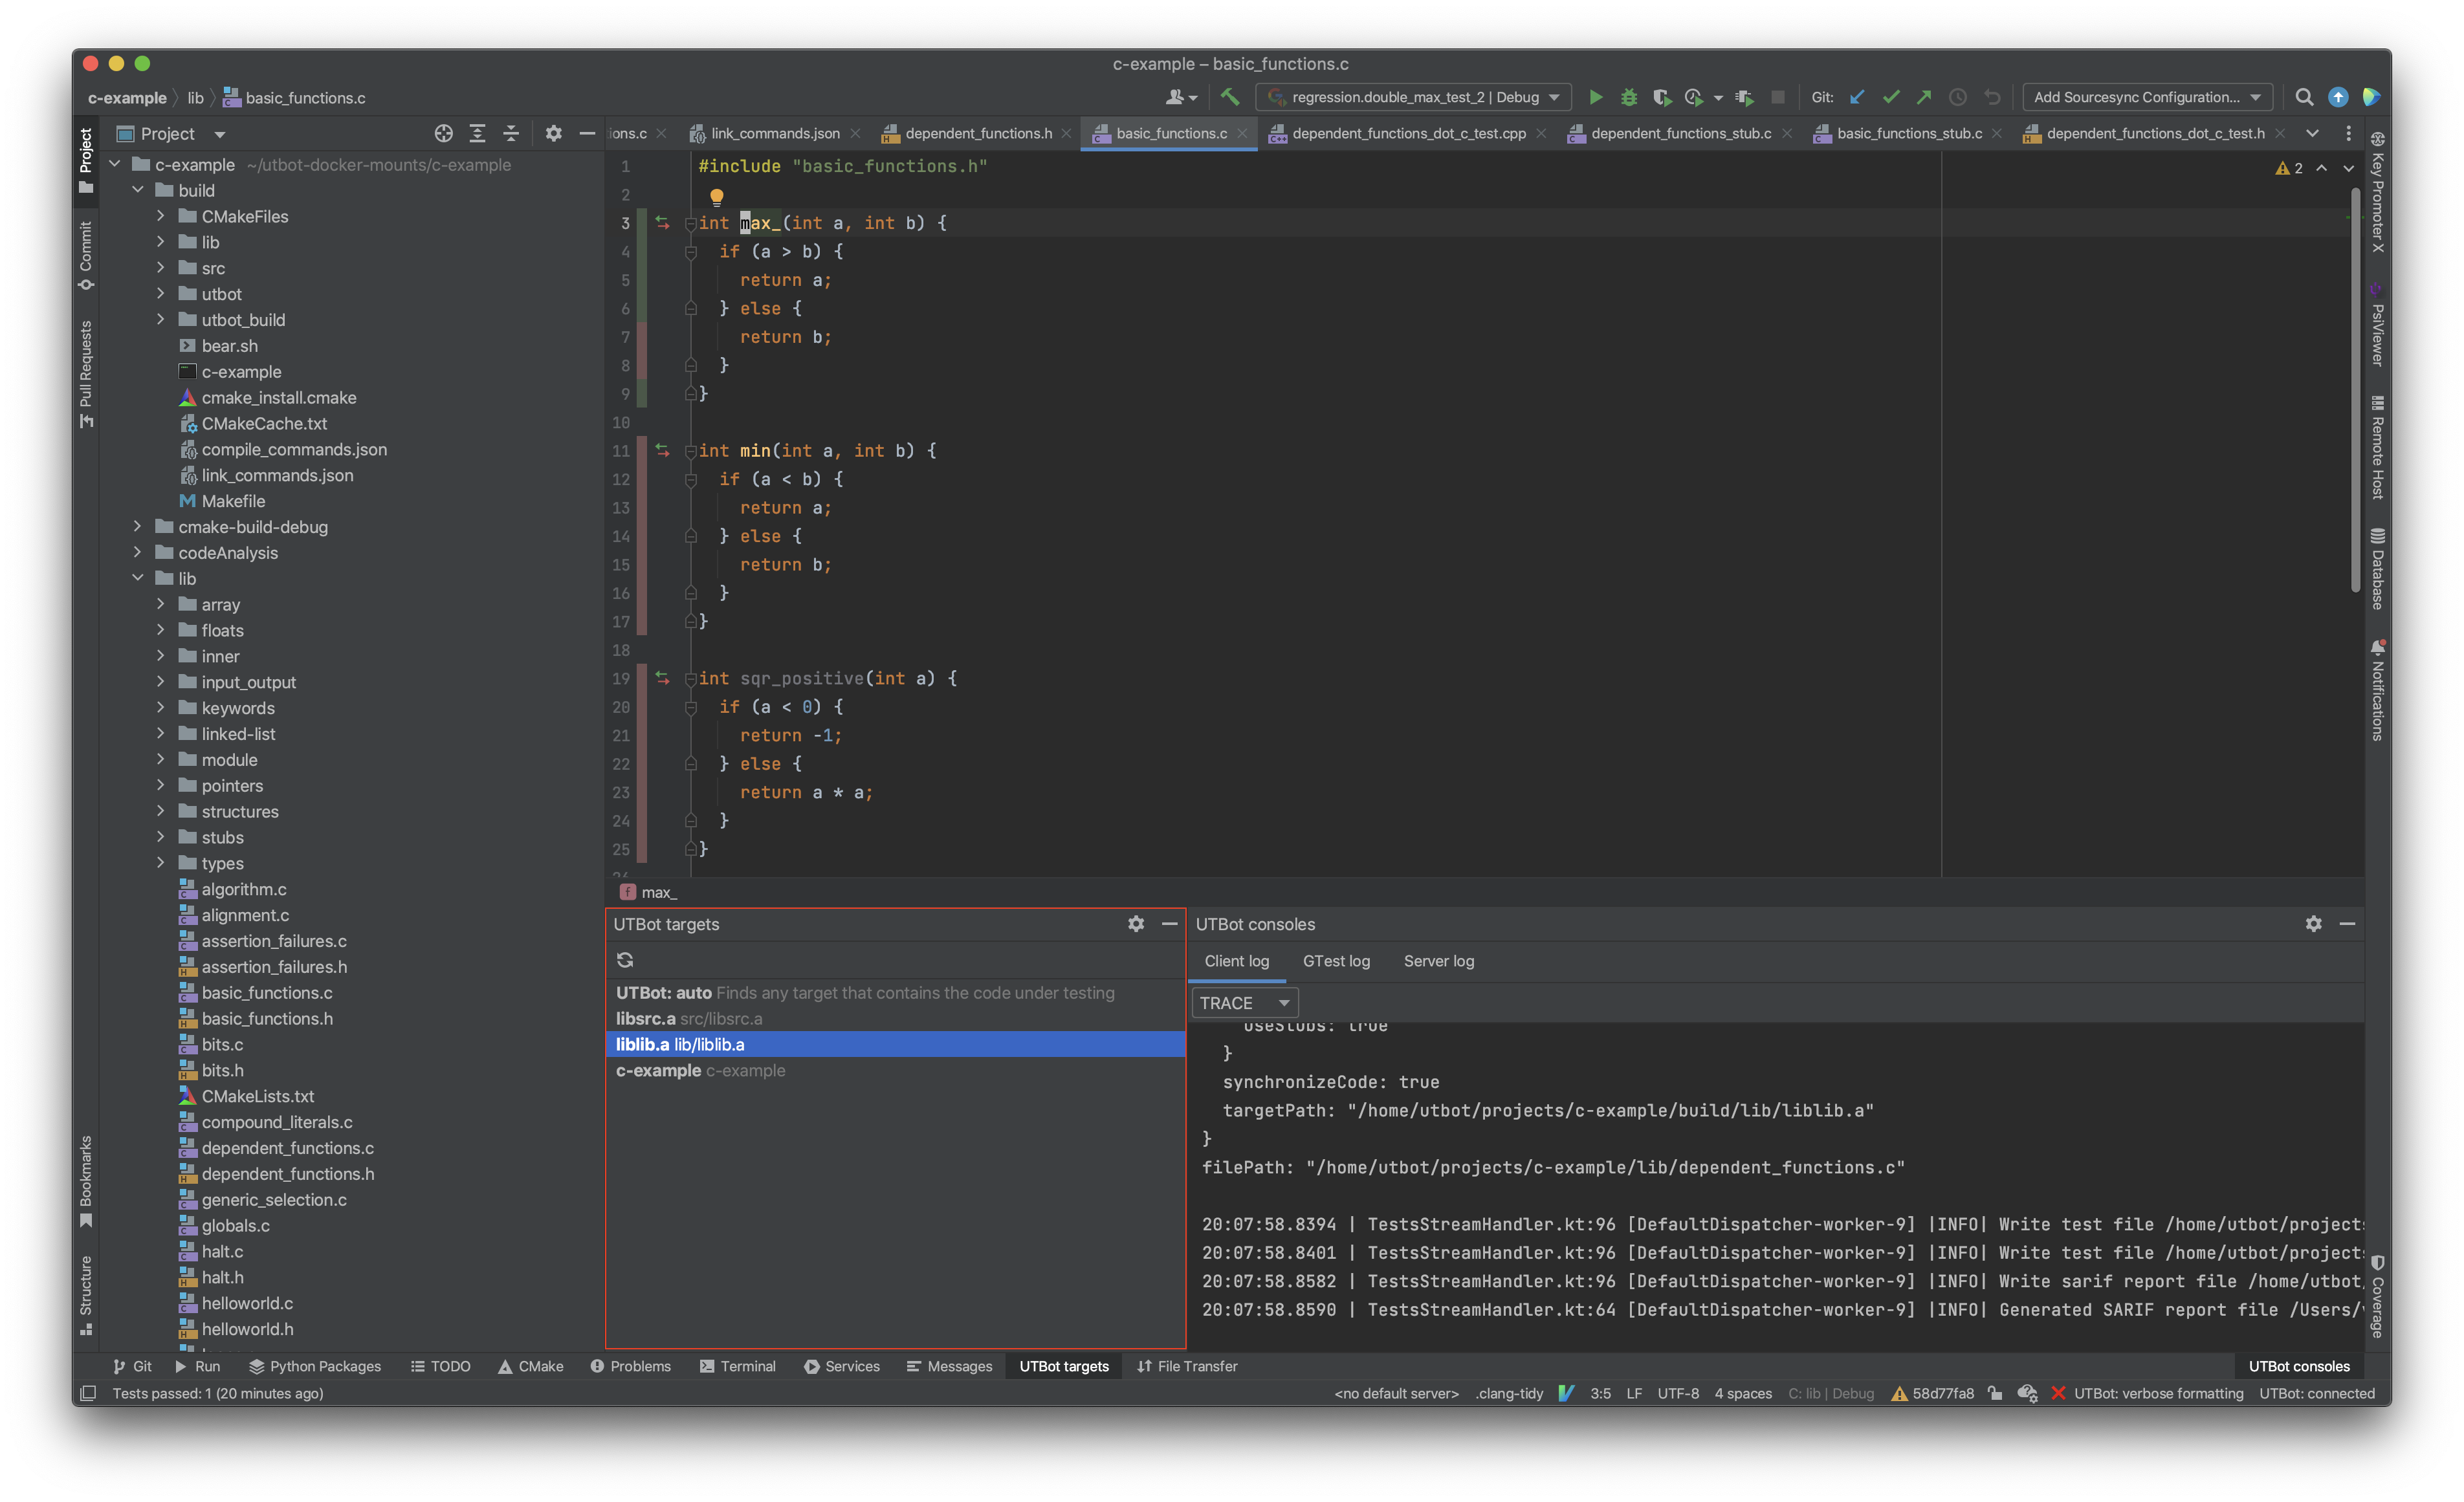 c-example – basic_functions.c
c-example lib basic_functions.c
regression.double_max_test_2 | Debug
Git:
Add Sourcesync Configuration...
Project
ions.c
link_commands.json
dependent_functions.h
basic_functions.c
dependent_functions_dot_c_test.cpp
dependent_functions_stub.c
basic_functions_stub.c
dependent_functions_dot_c_test.h
Project
Commit
Pull Requests
Bookmarks
Structure
c-example ~/utbot-docker-mounts/c-example
build
CMakeFiles
lib
src
utbot
utbot_build
bear.sh
c-example
cmake_install.cmake
CMakeCache.txt
compile_commands.json
link_commands.json
Makefile
cmake-build-debug
codeAnalysis
lib
array
floats
inner
input_output
keywords
linked-list
module
pointers
structures
stubs
types
algorithm.c
alignment.c
assertion_failures.c
assertion_failures.h
basic_functions.c
basic_functions.h
bits.c
bits.h
CMakeLists.txt
compound_literals.c
dependent_functions.c
dependent_functions.h
generic_selection.c
globals.c
halt.c
halt.h
helloworld.c
helloworld.h
1 #include "basic_functions.h"
2
3 int max_(int a, int b) {
4 if (a > b) {
5 return a;
6 } else {
7 return b;
8 }
9 }
10
11 int min(int a, int b) {
12 if (a < b) {
13 return a;
14 } else {
15 return b;
16 }
17 }
18
19 int sqr_positive(int a) {
20 if (a < 0) {
21 return -1;
22 } else {
23 return a * a;
24 }
25 }
2
max_
Key Promoter X
PsiViewer
Remote Host
Database
Notifications
Coverage
UTBot targets
UTBot: auto Finds any target that contains the code under testing
libsrc.a src/libsrc.a
liblib.a lib/liblib.a
c-example c-example
UTBot consoles
Client log GTest log Server log
TRACE
useStubs: true
}
synchronizeCode: true
targetPath: "/home/utbot/projects/c-example/build/lib/liblib.a"
}
filePath: "/home/utbot/projects/c-example/lib/dependent_functions.c"
20:07:58.8394 | TestsStreamHandler.kt:96 [DefaultDispatcher-worker-9] |INFO| Write test file /home/utbot/projects
20:07:58.8401 | TestsStreamHandler.kt:96 [DefaultDispatcher-worker-9] |INFO| Write test file /home/utbot/projects
20:07:58.8582 | TestsStreamHandler.kt:96 [DefaultDispatcher-worker-9] |INFO| Write sarif report file /home/utbot/
20:07:58.8590 | TestsStreamHandler.kt:64 [DefaultDispatcher-worker-9] |INFO| Generated SARIF report file /Users/
Git Run Python Packages TODO CMake Problems Terminal Services Messages UTBot targets File Transfer UTBot consoles
Tests passed: 1 (20 minutes ago) <no default server> .clang-tidy 3:5 LF UTF-8 4 spaces C: lib | Debug 58d77fa8 UTBot: verbose formatting UTBot: connected